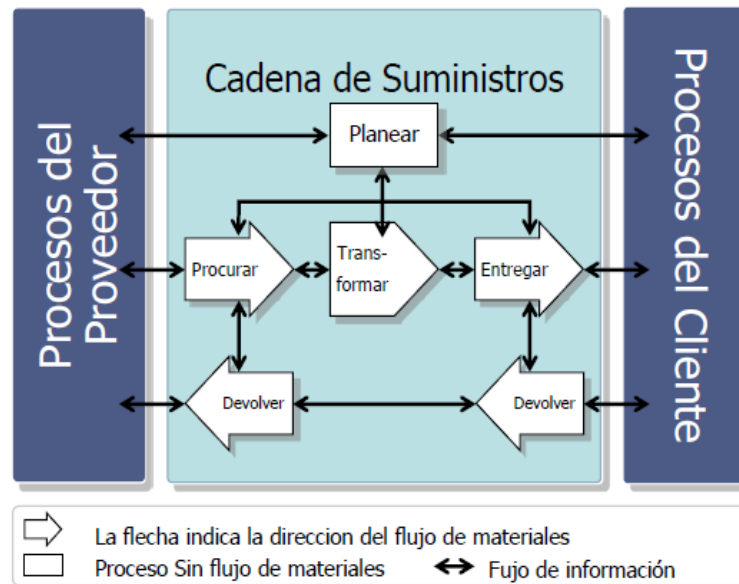 Procesos del
Proveedor
Cadena de Suministros
Planear
Procurar
Trans-
formar
Entregar
Devolver
Devolver
Procesos del Cliente
La flecha indica la direccion del flujo de materiales
Proceso Sin flujo de materiales
Fujo de información